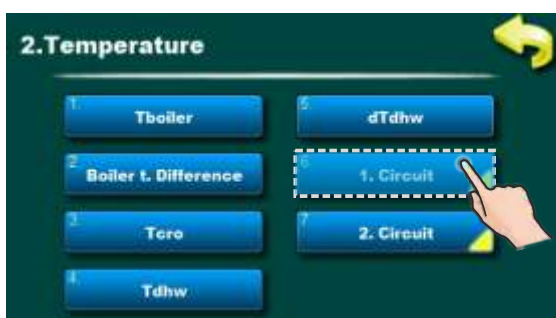 2.Temperature
1. Tboiler
2 Boiler t. Difference
3. Tcro
4. Tdhw
5. dTdhw
6 1. Circuit
7 2. Circuit